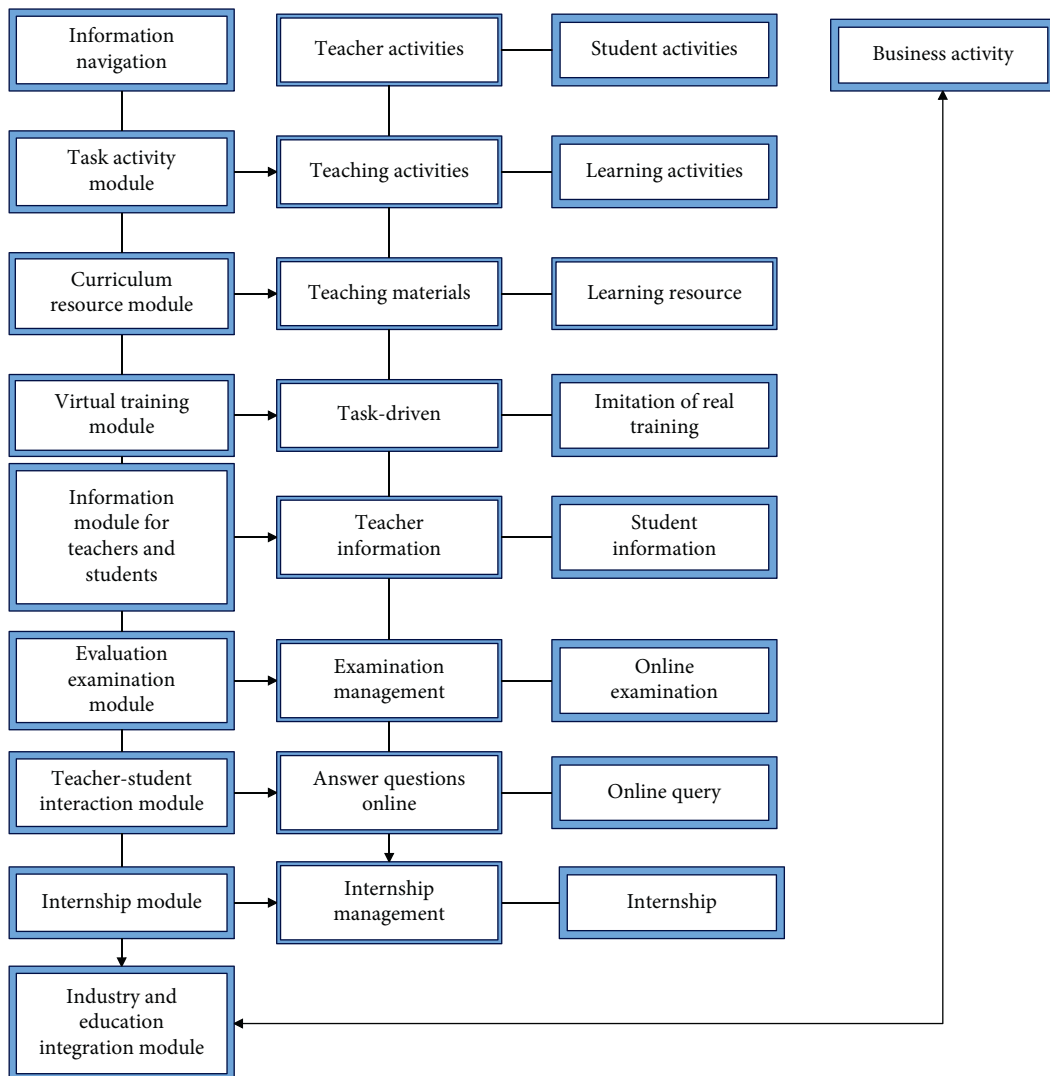 Information
navigation
Teacher activities
Student activities
Business activity
Task activity
module
Teaching activities
Learning activities
Curriculum
resource module
Teaching materials
Learning resource
Virtual training
module
Task-driven
Imitation of real
training
Information
module for
teachers and
students
Teacher
information
Student
information
Evaluation
examination
module
Examination
management
Online
examination
Teacher-student
interaction module
Answer questions
online
Online query
Internship module
Internship
management
Internship
Industry and
education
integration module